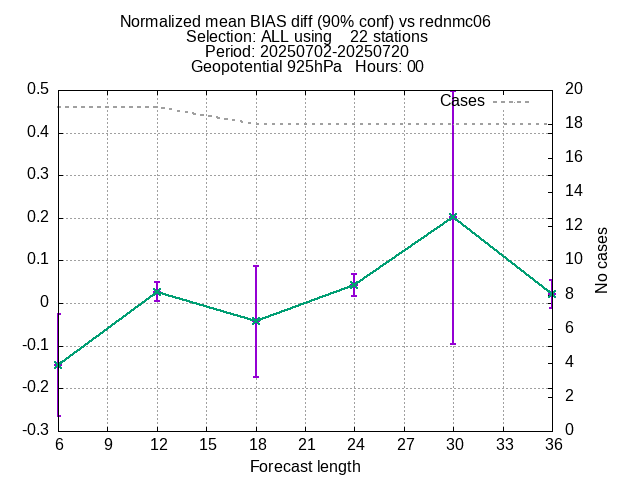 Normalized mean BIAS diff (90% conf) vs rednmc06
Selection: ALL using    22 stations
Period: 20250702-20250720
Geopotential 925hPa   Hours: 00
Cases
0.5
0.4
0.3
0.2
0.1
0
-0.1
-0.2
-0.3
20
18
16
14
12
10
8
6
4
2
0
No cases
6 9 12 15 18 21 24 27 30 33 36
Forecast length